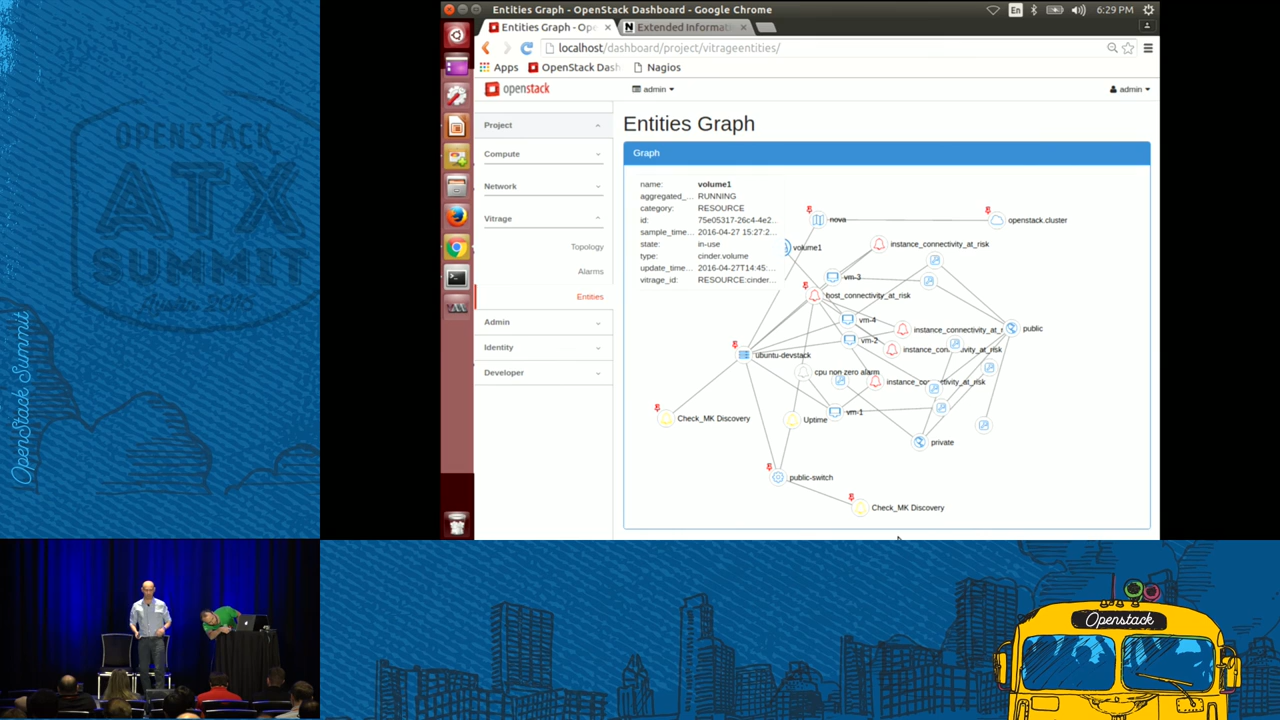 OPENSTACK
AUSTIN
OpenStack Summit
Entities Graph - OpenStack Dashboard - Google Chrome
En
6:29 PM
Entities Graph - Ope
Extended Informati
localhost/dashboard/project/vitrageentities/
Apps
OpenStack Dash
Nagios
openstack
admin
admin
Project
Compute
Network
Vitrage
Topology
Alarms
Entities
Admin
Identity
Developer
Entities Graph
Graph
name: volume1
aggregated_... RUNNING
category: RESOURCE
id: 75e05317-26c4-4e2...
sample_time... 2016-04-27 15:27:2...
state: in-use
type: cinder.volume
update_time... 2016-04-27T14:45:...
vitrage_id: RESOURCE:cinder...
nova
openstack.cluster
volume1
instance_connectivity_at_risk
vm-3
host_connectivity_at_risk
vm-4
instance_connectivity_at_r
public
vm-2
ubuntu-devstack
cpu non zero alarm
instance_connectivity_at_risk
vm-1
Check_MK Discovery
Uptime
private
public-switch
Check_MK Discovery
Openstack